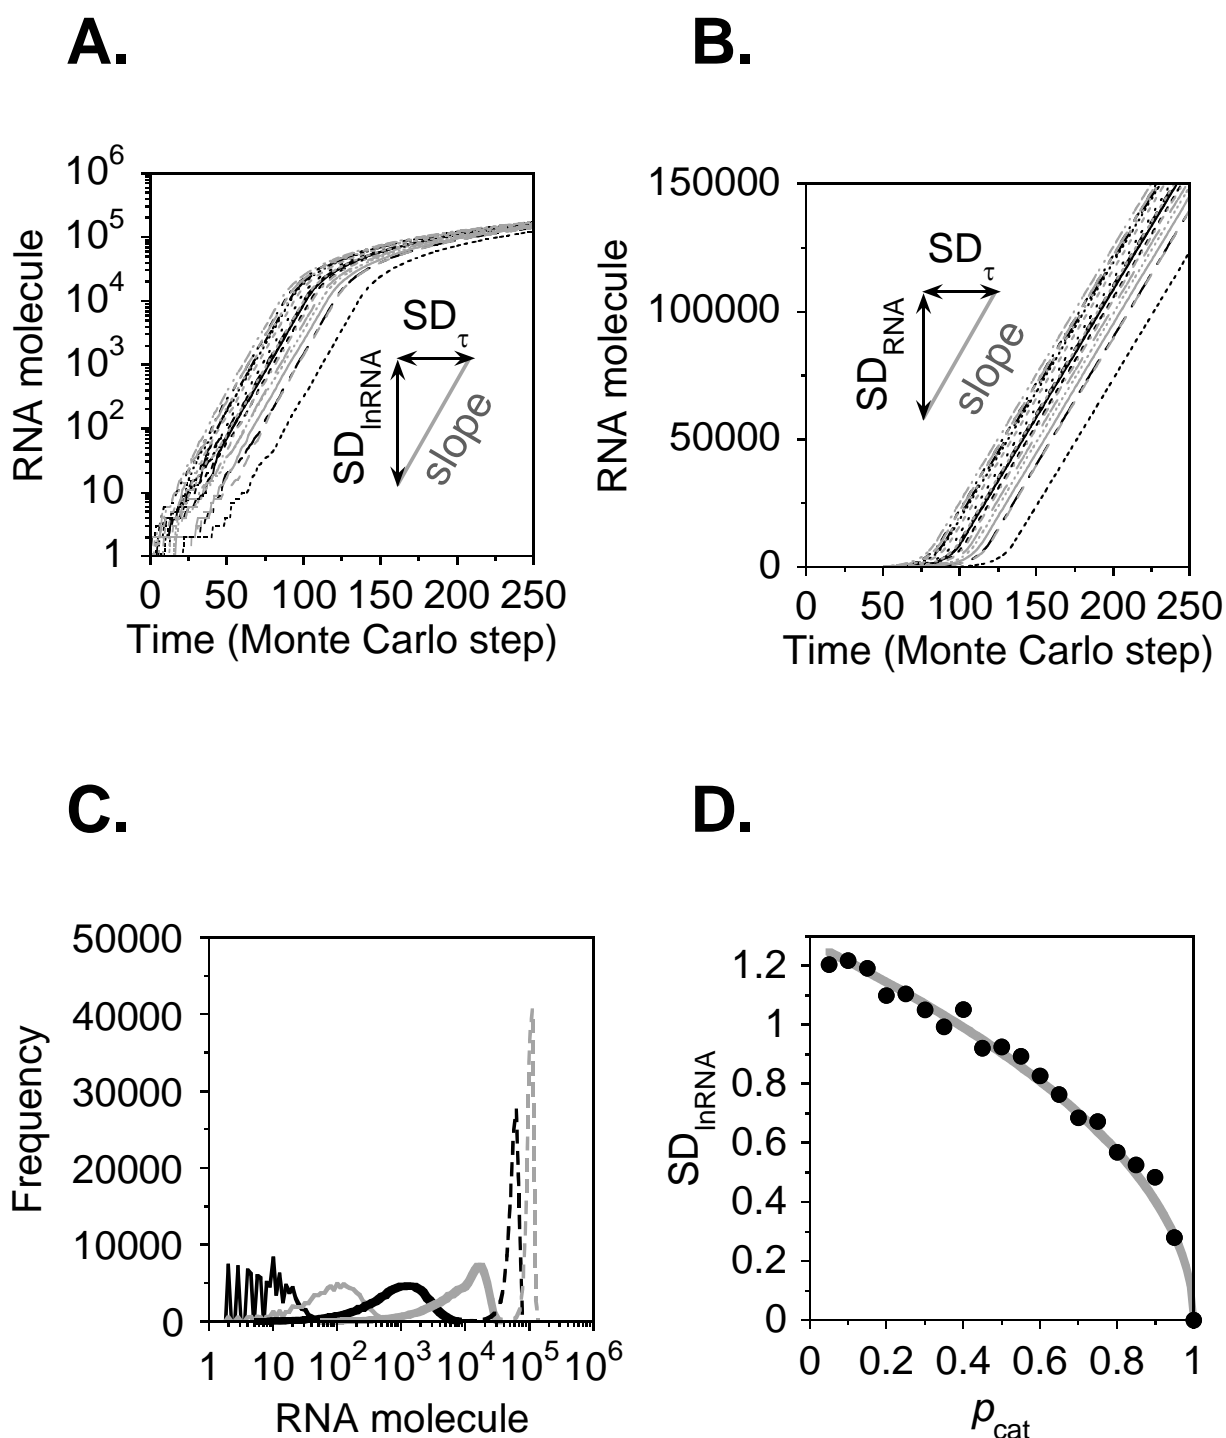 A.
B.
10^6
10^5
10^4
10^3
10^2
10
1
RNA molecule
SD_τ
SD_lnRNA
slope
0 50 100 150 200 250
Time (Monte Carlo step)
150000
100000
50000
0
RNA molecule
SD_τ
SD_RNA
slope
0 50 100 150 200 250
Time (Monte Carlo step)
C.
D.
50000
40000
30000
20000
10000
0
Frequency
1 10 10^2 10^3 10^4 10^5 10^6
RNA molecule
1.2
1
0.8
0.6
0.4
0.2
0
SD_lnRNA
0 0.2 0.4 0.6 0.8 1
p_cat